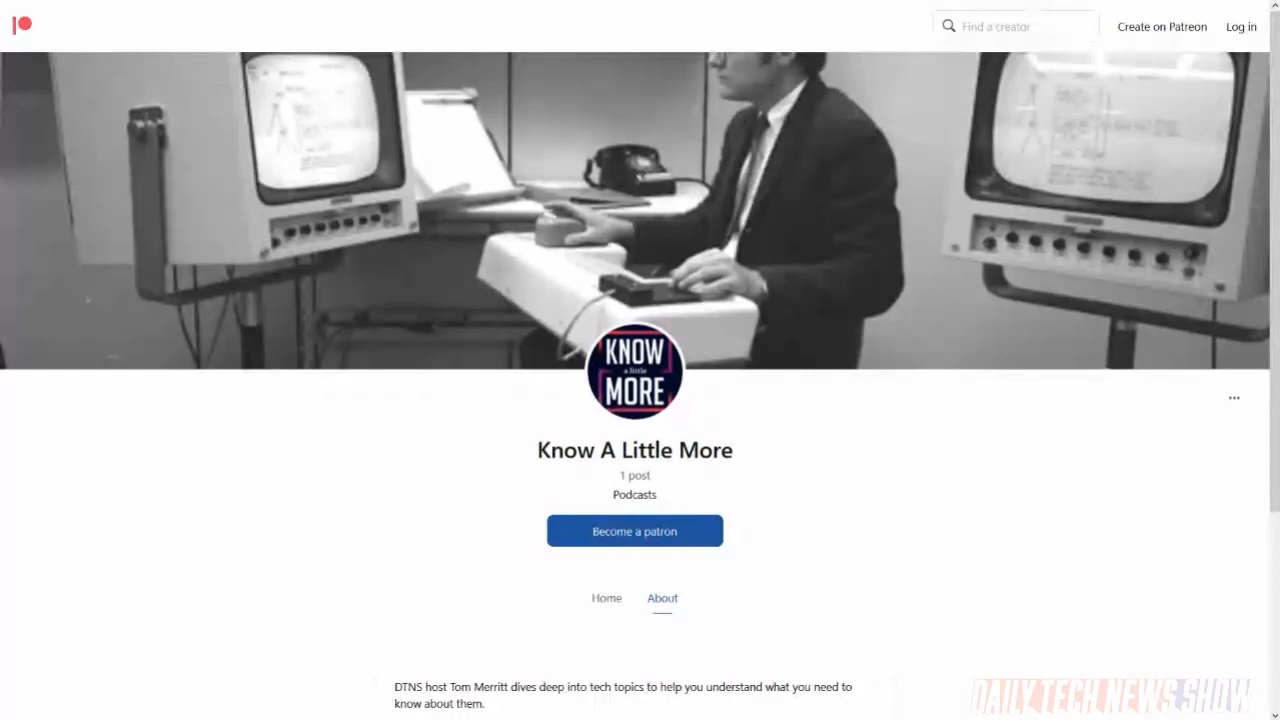 Find a creator
Create on Patreon
Log in
KNOW
a little
MORE
Know A Little More
1 post
Podcasts
Become a patron
Home
About
DTNS host Tom Merritt dives deep into tech topics to help you understand what you need to
know about them.
DAILY TECH NEWS SHOW